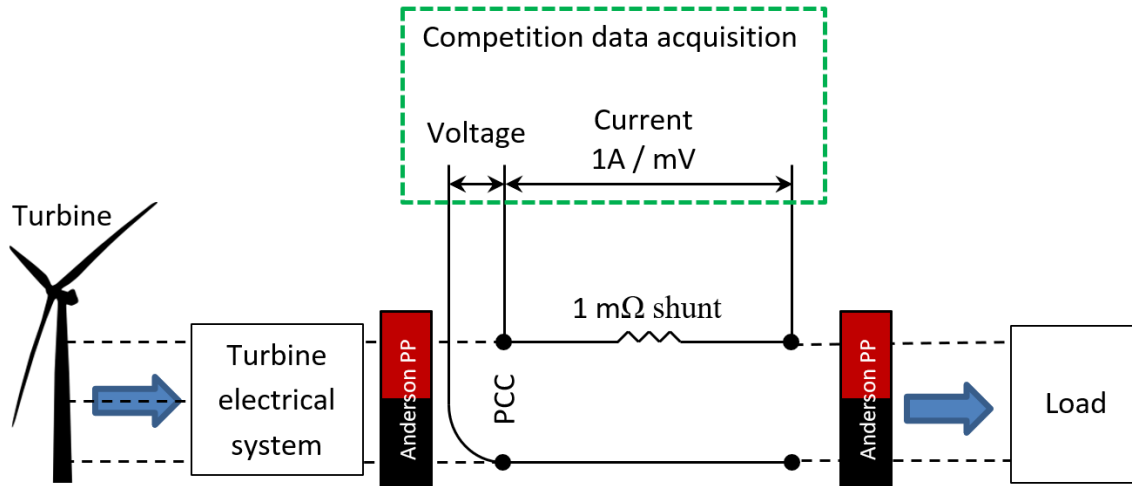 Competition data acquisition
Voltage
Current
1A / mV
Turbine
1 mΩ shunt
Turbine
electrical
system
Anderson PP
PCC
Anderson PP
Load